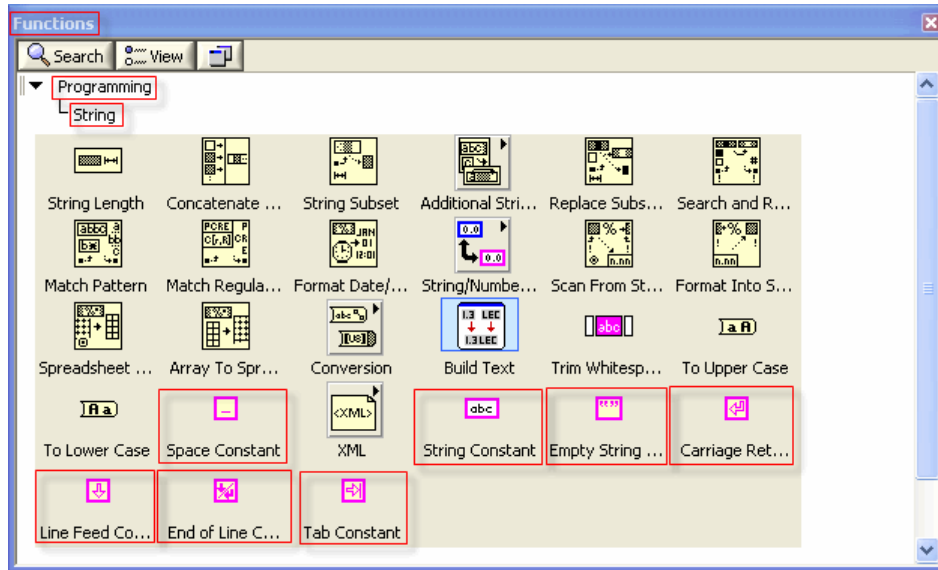 Functions
Search View
Programming
String
String Length Concatenate ... String Subset Additional Stri... Replace Subs... Search and R...
Match Pattern Match Regula... Format Date/... String/Numbe... Scan From St... Format Into S...
Spreadsheet ... Array To Spr... Conversion Build Text Trim Whitesp... To Upper Case
To Lower Case Space Constant XML String Constant Empty String ... Carriage Ret...
Line Feed Co... End of Line C... Tab Constant